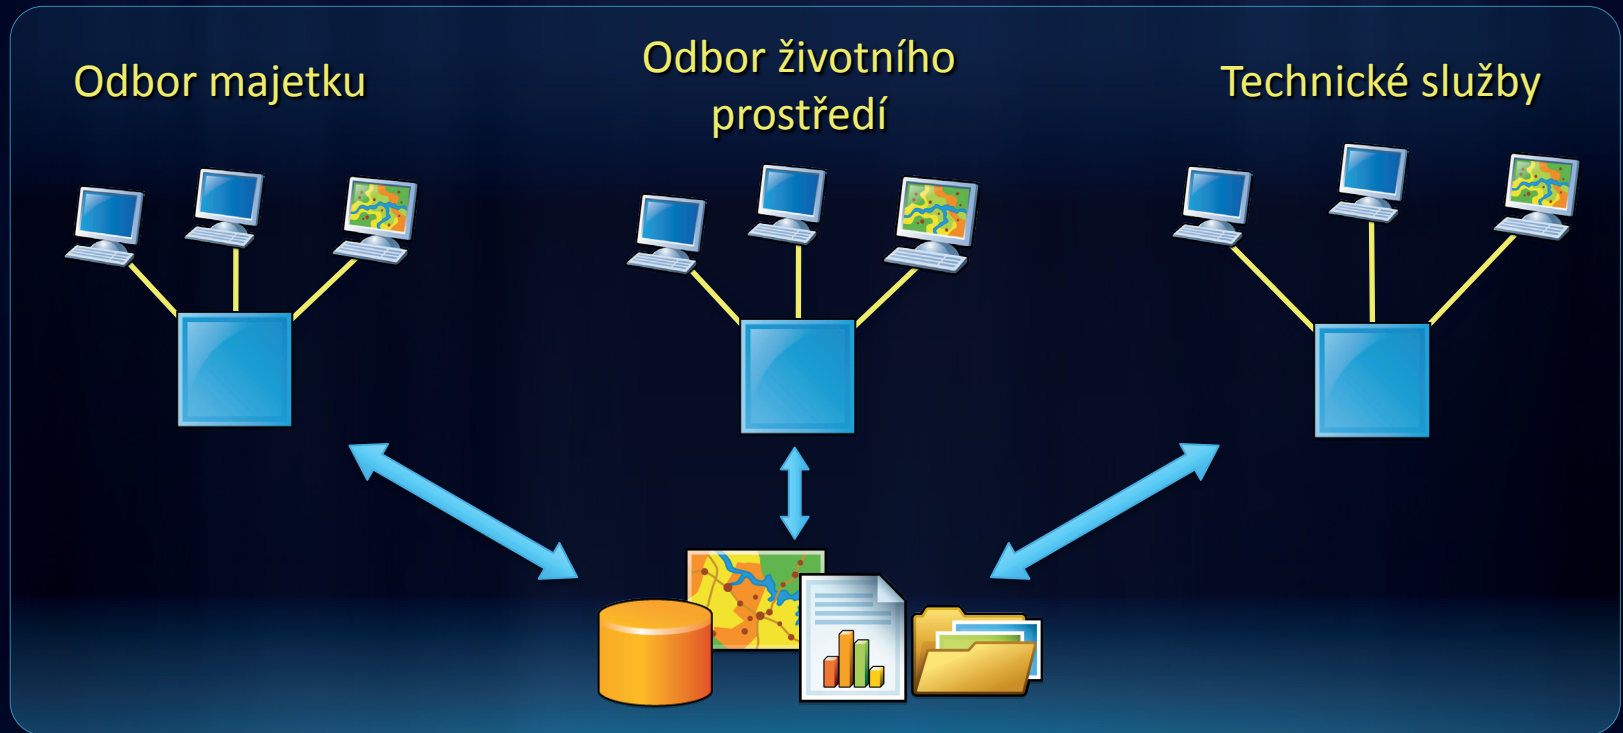 Odbor majetku
Odbor životního
prostředí
Technické služby